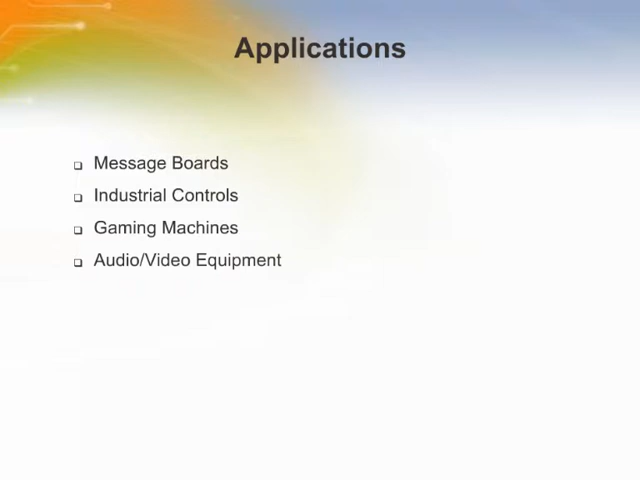 Applications
❑ Message Boards
❑ Industrial Controls
❑ Gaming Machines
❑ Audio/Video Equipment